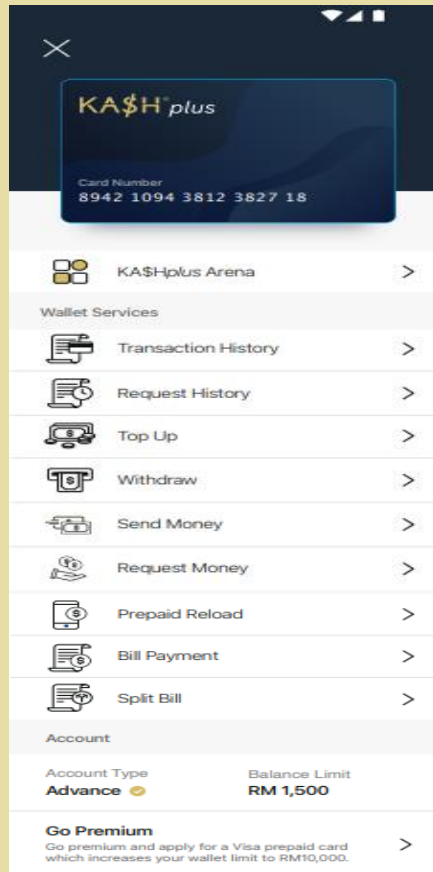 KA$H plus
Card Number
8942 1094 3812 3827 18
KA$Hplus Arena
Wallet Services
Transaction History
Request History
Top Up
Withdraw
Send Money
Request Money
Prepaid Reload
Bill Payment
Split Bill
Account
Account Type Balance Limit
Advance RM 1,500
Go Premium
Go premium and apply for a Visa prepaid card
which increases your wallet limit to RM10,000.